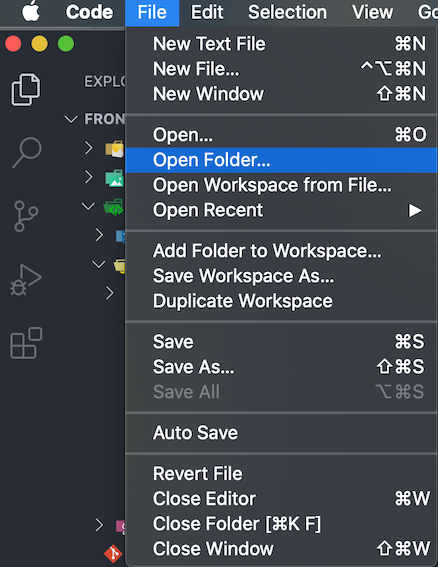 Code File Edit Selection View Go
New Text File ⌘N
New File... ^⌥⌘N
New Window ⇧⌘N
EXPLO
FRON
Open... ⌘O
Open Folder...
Open Workspace from File...
Open Recent
Add Folder to Workspace...
Save Workspace As...
Duplicate Workspace
Save ⌘S
Save As... ⇧⌘S
Save All ⌥⌘S
Auto Save
Revert File
Close Editor ⌘W
Close Folder [⌘K F]
Close Window ⇧⌘W